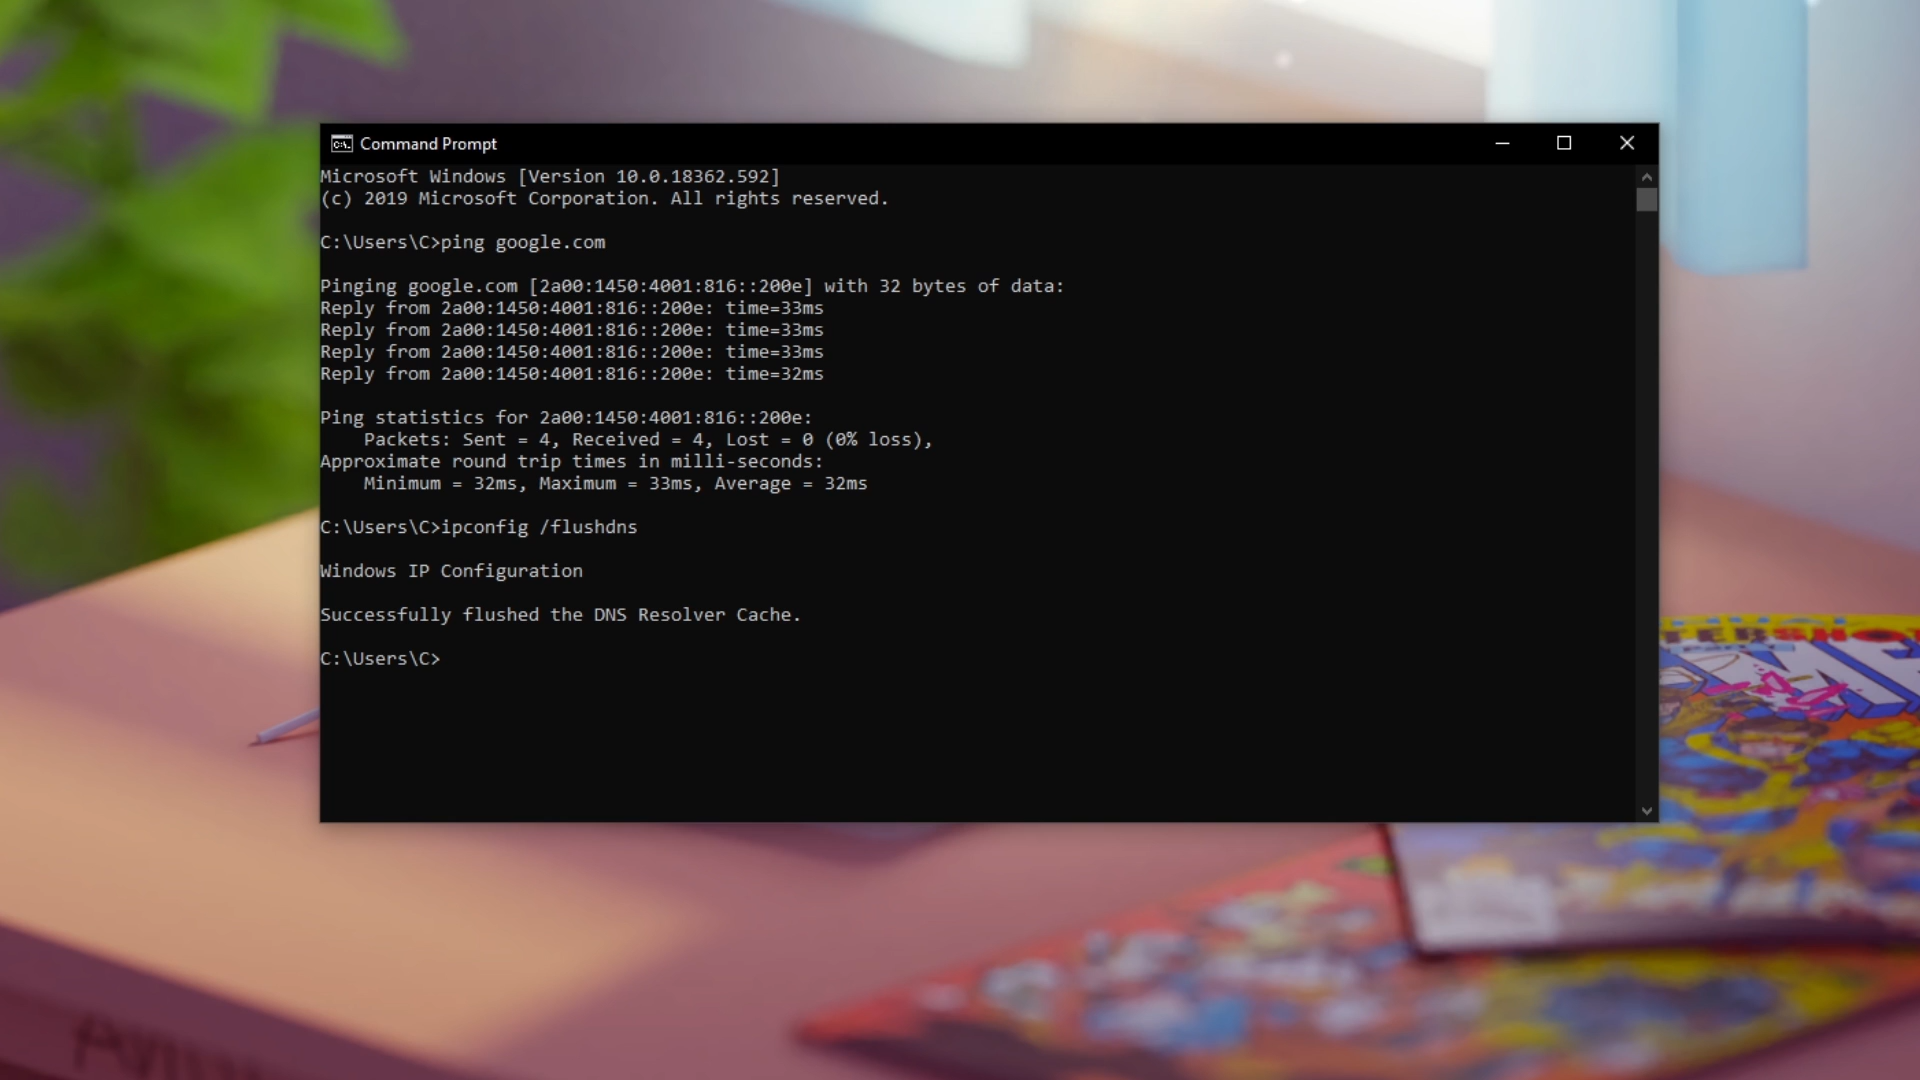 Command Prompt
Microsoft Windows [Version 10.0.18362.592]
(c) 2019 Microsoft Corporation. All rights reserved.
C:\Users\C>ping google.com
Pinging google.com [2a00:1450:4001:816::200e] with 32 bytes of data:
Reply from 2a00:1450:4001:816::200e: time=33ms
Reply from 2a00:1450:4001:816::200e: time=33ms
Reply from 2a00:1450:4001:816::200e: time=33ms
Reply from 2a00:1450:4001:816::200e: time=32ms
Ping statistics for 2a00:1450:4001:816::200e:
    Packets: Sent = 4, Received = 4, Lost = 0 (0% loss),
Approximate round trip times in milli-seconds:
    Minimum = 32ms, Maximum = 33ms, Average = 32ms
C:\Users\C>ipconfig /flushdns
Windows IP Configuration
Successfully flushed the DNS Resolver Cache.
C:\Users\C>